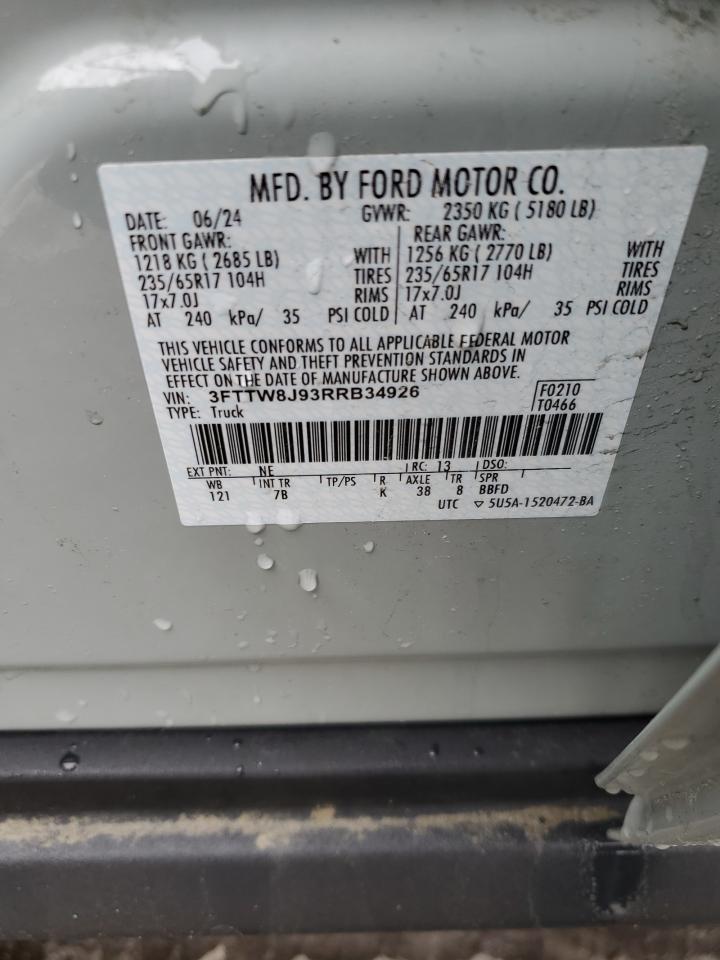 MFD. BY FORD MOTOR CO.
DATE: 06/24 GVWR: 2350 KG ( 5180 LB)
FRONT GAWR: REAR GAWR:
1218 KG ( 2685 LB) WITH 1256 KG ( 2770 LB) WITH
235/65R17 104H TIRES 235/65R17 104H TIRES
17x7.0J RIMS 17x7.0J RIMS
AT 240 kPa/ 35 PSI COLD AT 240 kPa/ 35 PSI COLD
THIS VEHICLE CONFORMS TO ALL APPLICABLE FEDERAL MOTOR
VEHICLE SAFETY AND THEFT PREVENTION STANDARDS IN
EFFECT ON THE DATE OF MANUFACTURE SHOWN ABOVE.
VIN: 3FTTW8J93RRB34926 F0210
TYPE: Truck T0466
EXT PNT: NE RC: 13 DSO:
WB INT TR TP/PS R AXLE TR SPR
121 7B K 38 8 BBFD
UTC ▽ 5U5A-1520472-BA